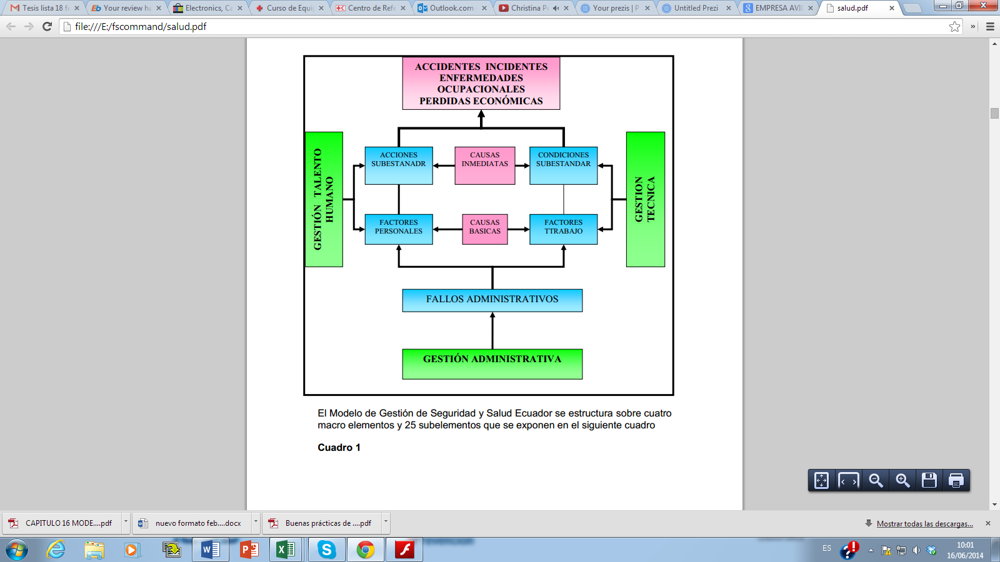 Tesis lista 18 fe
Your review ha
Electronics, Ca
Curso de Equi
Centro de Refe
Outlook.com -
Christina Pe
Your prezis | P
Untitled Prezi
EMPRESA AVIC
salud.pdf
file:///E:/fscommand/salud.pdf
ACCIDENTES INCIDENTES
ENFERMEDADES
OCUPACIONALES
PERDIDAS ECONÓMICAS
GESTIÓN TALENTO
HUMANO
ACCIONES
SUBESTANADR
CAUSAS
INMEDIATAS
CONDICIONES
SUBESTANDAR
GESTION
TECNICA
FACTORES
PERSONALES
CAUSAS
BASICAS
FACTORES
TTRABAJO
FALLOS ADMINISTRATIVOS
GESTIÓN ADMINISTRATIVA
El Modelo de Gestión de Seguridad y Salud Ecuador se estructura sobre cuatro
macro elementos y 25 subelementos que se exponen en el siguiente cuadro
Cuadro 1
CAPITULO 16 MODE....pdf
nuevo formato feb....docx
Buenas prácticas de ....pdf
Mostrar todas las descargas...
ES
10:01
16/06/2014